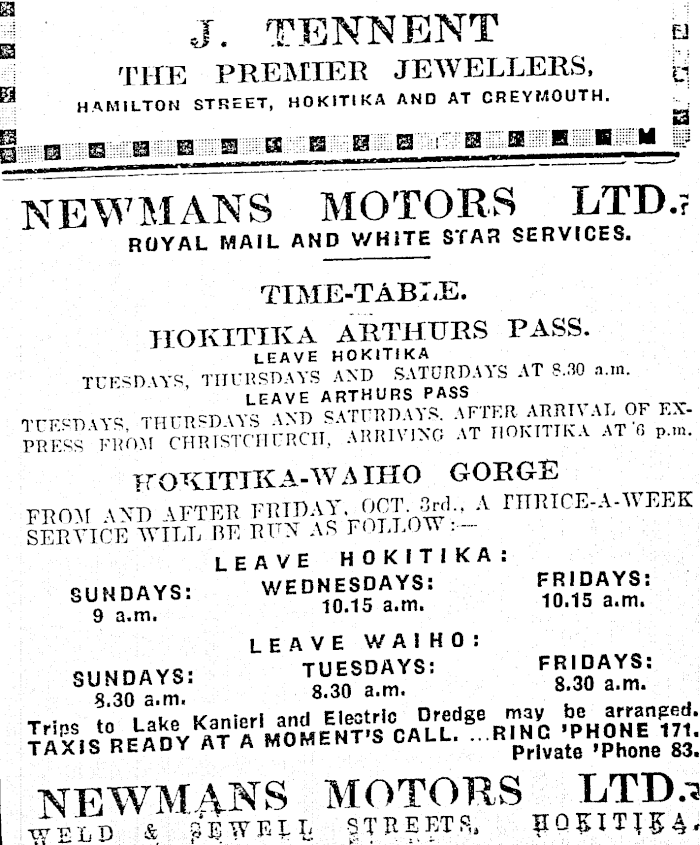 J. TENNENT
THE PREMIER JEWELLERS,
HAMILTON STREET, HOKITIKA AND AT GREYMOUTH.
NEWMANS MOTORS LTD.
ROYAL MAIL AND WHITE STAR SERVICES.
TIME-TABLE.
HOKITIKA ARTHURS PASS.
LEAVE HOKITIKA
TUESDAYS, THURSDAYS AND SATURDAYS AT 8.30 a.m.
LEAVE ARTHURS PASS
TUESDAYS, THURSDAYS AND SATURDAYS, AFTER ARRIVAL OF EX-
PRESS FROM CHRISTCHURCH, ARRIVING AT HOKITIKA AT 6 p.m.
HOKITIKA-WAIHO GORGE
FROM AND AFTER FRIDAY, OCT. 3rd., A THRICE-A-WEEK
SERVICE WILL BE RUN AS FOLLOW:—
LEAVE HOKITIKA:
SUNDAYS: WEDNESDAYS: FRIDAYS:
9 a.m. 10.15 a.m. 10.15 a.m.
LEAVE WAIHO:
SUNDAYS: TUESDAYS: FRIDAYS:
8.30 a.m. 8.30 a.m. 8.30 a.m.
Trips to Lake Kanieri and Electric Dredge may be arranged.
TAXIS READY AT A MOMENT'S CALL. ...RING 'PHONE 171.
Private 'Phone 83.
NEWMANS MOTORS LTD.
WELD & SEWELL STREETS, HOKITIKA.